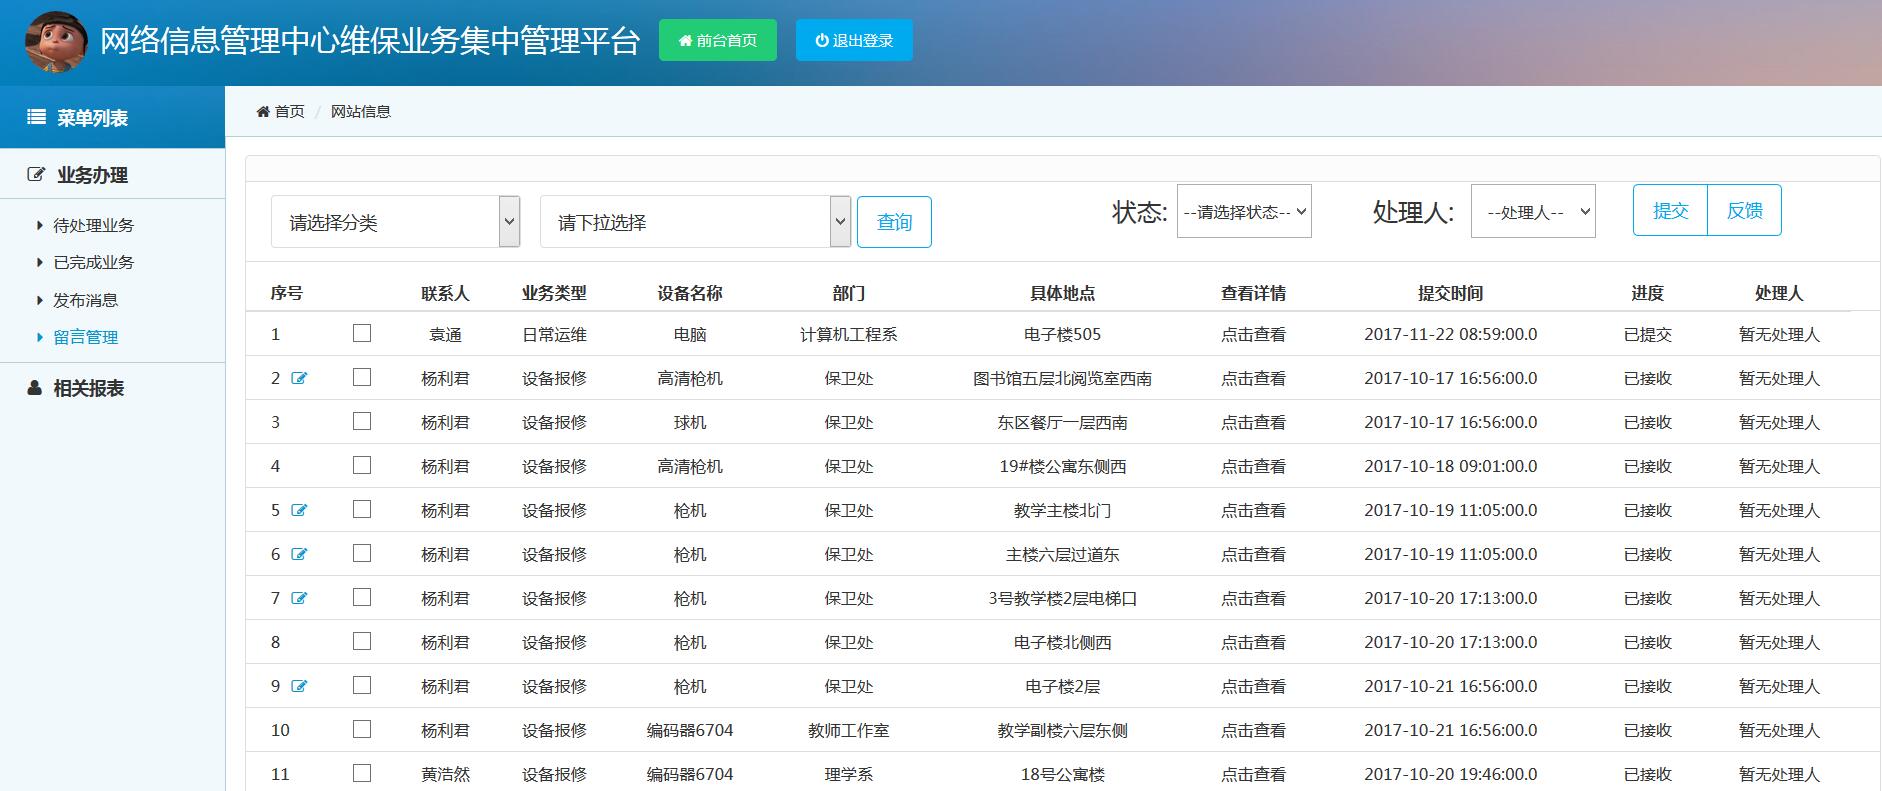 网络信息管理中心维保业务集中管理平台 前台首页 退出登录
菜单列表
首页 / 网站信息
业务办理
待处理业务
已完成业务
发布消息
留言管理
相关报表
请选择分类 请下拉选择 查询 状态: --请选择状态-- 处理人: --处理人-- 提交 反馈
序号 联系人 业务类型 设备名称 部门 具体地点 查看详情 提交时间 进度 处理人
1 袁通 日常运维 电脑 计算机工程系 电子楼505 点击查看 2017-11-22 08:59:00.0 已提交 暂无处理人
2 杨利君 设备报修 高清枪机 保卫处 图书馆五层北阅览室西南 点击查看 2017-10-17 16:56:00.0 已接收 暂无处理人
3 杨利君 设备报修 球机 保卫处 东区餐厅一层西南 点击查看 2017-10-17 16:56:00.0 已接收 暂无处理人
4 杨利君 设备报修 高清枪机 保卫处 19#楼公寓东侧西 点击查看 2017-10-18 09:01:00.0 已接收 暂无处理人
5 杨利君 设备报修 枪机 保卫处 教学主楼北门 点击查看 2017-10-19 11:05:00.0 已接收 暂无处理人
6 杨利君 设备报修 枪机 保卫处 主楼六层过道东 点击查看 2017-10-19 11:05:00.0 已接收 暂无处理人
7 杨利君 设备报修 枪机 保卫处 3号教学楼2层电梯口 点击查看 2017-10-20 17:13:00.0 已接收 暂无处理人
8 杨利君 设备报修 枪机 保卫处 电子楼北侧西 点击查看 2017-10-20 17:13:00.0 已接收 暂无处理人
9 杨利君 设备报修 枪机 保卫处 电子楼2层 点击查看 2017-10-21 16:56:00.0 已接收 暂无处理人
10 杨利君 设备报修 编码器6704 教师工作室 教学副楼六层东侧 点击查看 2017-10-21 16:56:00.0 已接收 暂无处理人
11 黄浩然 设备报修 编码器6704 理学系 18号公寓楼 点击查看 2017-10-20 19:46:00.0 已接收 暂无处理人